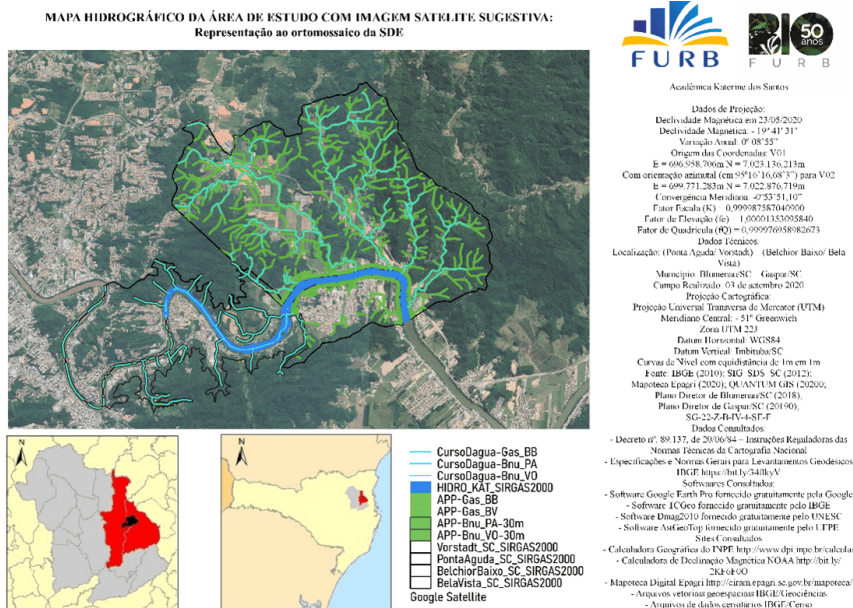 MAPA HIDROGRÁFICO DA ÁREA DE ESTUDO COM IMAGEM SATELITE SUGESTIVA:
Representação ao ortomossaico da SDE
FURB
BIO
50
anos
FURB
Acadêmica Katerine dos Santos
Dados de Projeção:
Declividade Magnética em 23/05/2020
Declividade Magnética: - 19° 41' 31"
Variação Anual: 0° 08'55"
Origem das Coordenadas: V01
E = 696.958,706m N = 7.023.136,213m
Com orientação azimutal (em 95°16'16,68'3") para V02
E = 699.771,283m N = 7.022.876,719m
Convergência Meridiana: -0°53'51,10"
Fator Escala (K) = 0,999987587040900
Fator de Elevação (fe) = 1,00001353095840
Fator de Quadrícula (fQ) = 0,999976958982673
Dados Técnicos:
Localização: (Ponta Aguda/ Vorstadt) (Belchior Baixo/ Bela
Vista)
Município: Blumenau/SC Gaspar/SC
Campo Realizado: 03 de setembro 2020
Projeção Cartográfica:
Projeção Universal Transversa de Mercator (UTM)
Meridiano Central: - 51° Greenwich
Zona UTM 22J
Datum Horizontal: WGS84
Datum Vertical: Imbituba/SC
Curvas de Nível com equidistância de 1m em 1m
Fonte: IBGE (2010); SIG_SDS_SC (2012);
Mapoteca Epagri (2020); QUANTUM GIS (20200;
Plano Diretor de Blumenau/SC (2018),
Plano Diretor de Gaspar/SC (20190),
SG-22-Z-B-IV-4-SE-F
Dados Consultados:
- Decreto nº. 89.137, de 20/06/84 – Instruções Reguladoras das
Normas Técnicas da Cartografia Nacional
- Especificações e Normas Gerais para Levantamentos Geodésicos
IBGE https://bit.ly/
Softwares Consultados:
- Software Google Earth Pro fornecido gratuitamente pela Google
- Software TCGeo fornecido gratuitamente pelo IBGE
- Software Dmag2010 fornecido gratuitamente pelo UNESC
- Software AstGeoTop fornecido gratuitamente pelo UFPE
Sites Consultados
- Calculadora Geográfica do INPE http://www.dpi.inpe.br/calcula/
- Calculadora de Declinação Magnética NOAA http://bit.ly/
2KF6F0O
- Mapoteca Digital Epagri http://ciram.epagri.sc.gov.br/mapoteca/
- Arquivos vetoriais geoespaciais IBGE/Geociências
- Arquivos de dados censitários IBGE/Censo
N
N
CursoDagua-Gas_BB
CursoDagua-Bnu_PA
CursoDagua-Bnu_VO
HIDRO_KAT_SIRGAS2000
APP-Gas_BB
APP-Gas_BV
APP-Bnu_PA-30m
APP-Bnu_VO-30m
Vorstadt_SC_SIRGAS2000
PontaAguda_SC_SIRGAS2000
BelchiorBaixo_SC_SIRGAS2000
BelaVista_SC_SIRGAS2000
Google Satellite